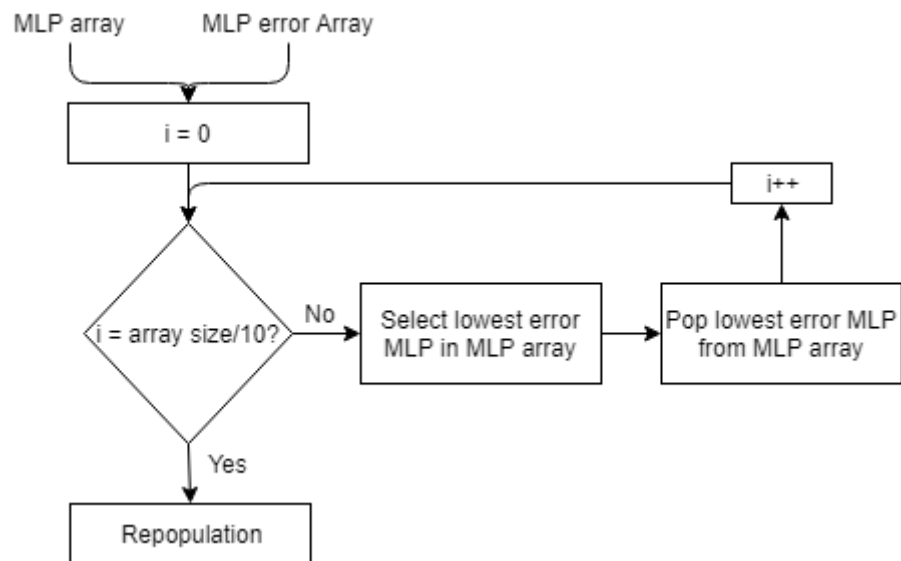 MLP array
MLP error Array
i = 0
i++
i = array size/10?
No
Select lowest error
MLP in MLP array
Pop lowest error MLP
from MLP array
Yes
Repopulation